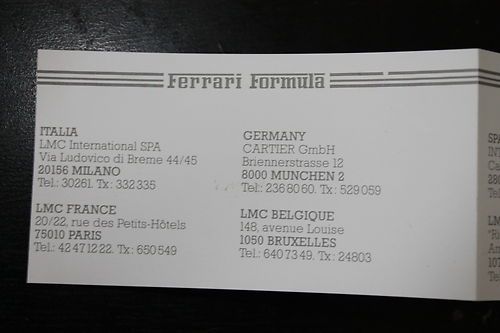 Ferrari Formula
ITALIA
LMC International SPA
Via Ludovico di Breme 44/45
20156 MILANO
Tel.: 30261. Tx: 332335
GERMANY
CARTIER GmbH
Briennerstrasse 12
8000 MUNCHEN 2
Tel.: 236 80 60. Tx: 529 059
LMC FRANCE
20/22, rue des Petits-Hôtels
75010 PARIS
Tel.: 42 47 12 22. Tx: 650 549
LMC BELGIQUE
148, avenue Louise
1050 BRUXELLES
Tel.: 640 73 49. Tx: 24803